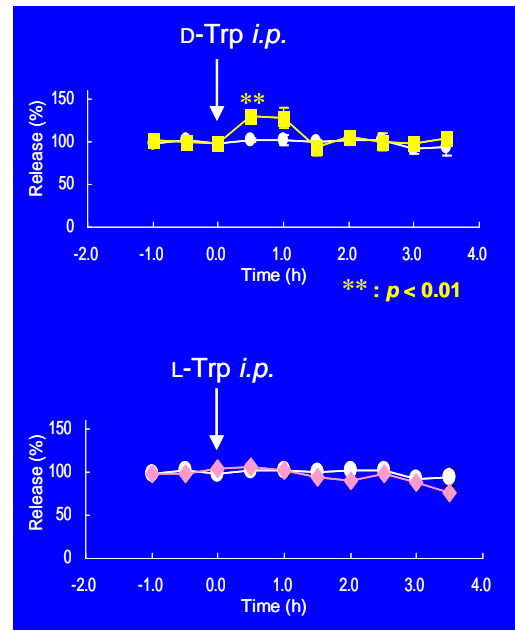 D-Trp i.p.
**
150
100
50
0
Release (%)
-2.0 -1.0 0.0 1.0 2.0 3.0 4.0
Time (h)
** : p < 0.01
L-Trp i.p.
150
100
50
0
Release (%)
-2.0 -1.0 0.0 1.0 2.0 3.0 4.0
Time (h)